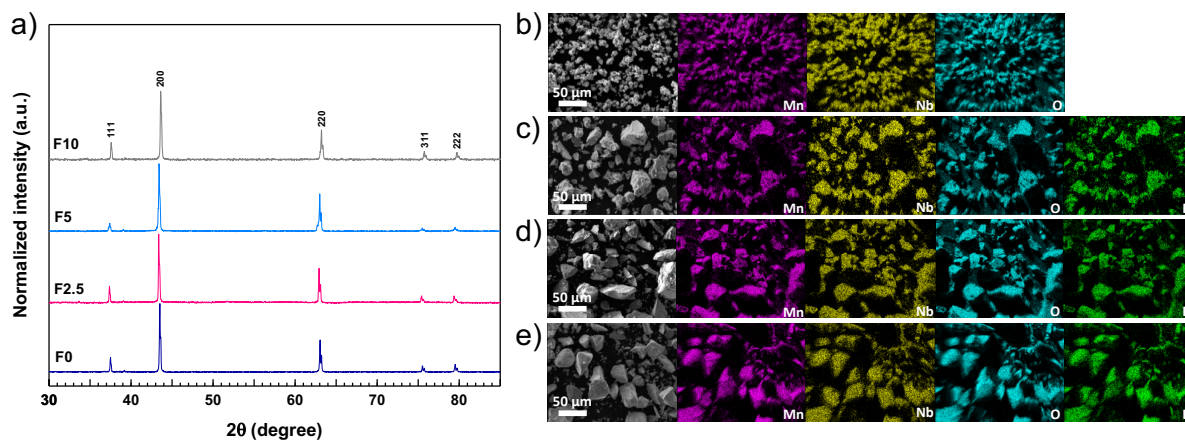 a)
Normalized intensity (a.u.)
111
200
220
311
222
F10
F5
F2.5
F0
30 40 50 60 70 80
2θ (degree)
b)
50 µm
Mn
Nb
O
c)
50 µm
Mn
Nb
O
d)
50 µm
Mn
Nb
O
e)
50 µm
Mn
Nb
O